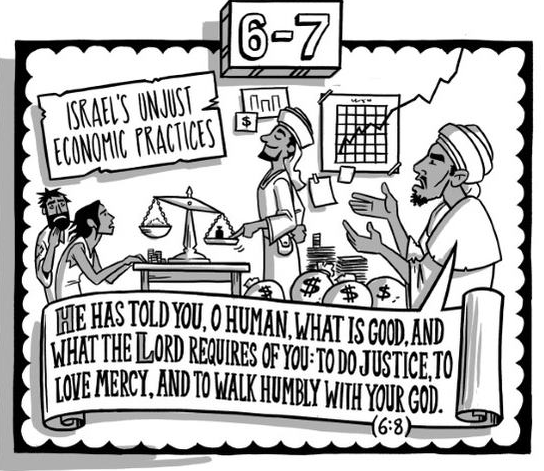 6-7
ISRAEL'S UNJUST
ECONOMIC PRACTICES
$
$
$
$
$
HE HAS TOLD YOU, O HUMAN, WHAT IS GOOD, AND
WHAT THE LORD REQUIRES OF YOU: TO DO JUSTICE, TO
LOVE MERCY, AND TO WALK HUMBLY WITH YOUR GOD.
(6:8)